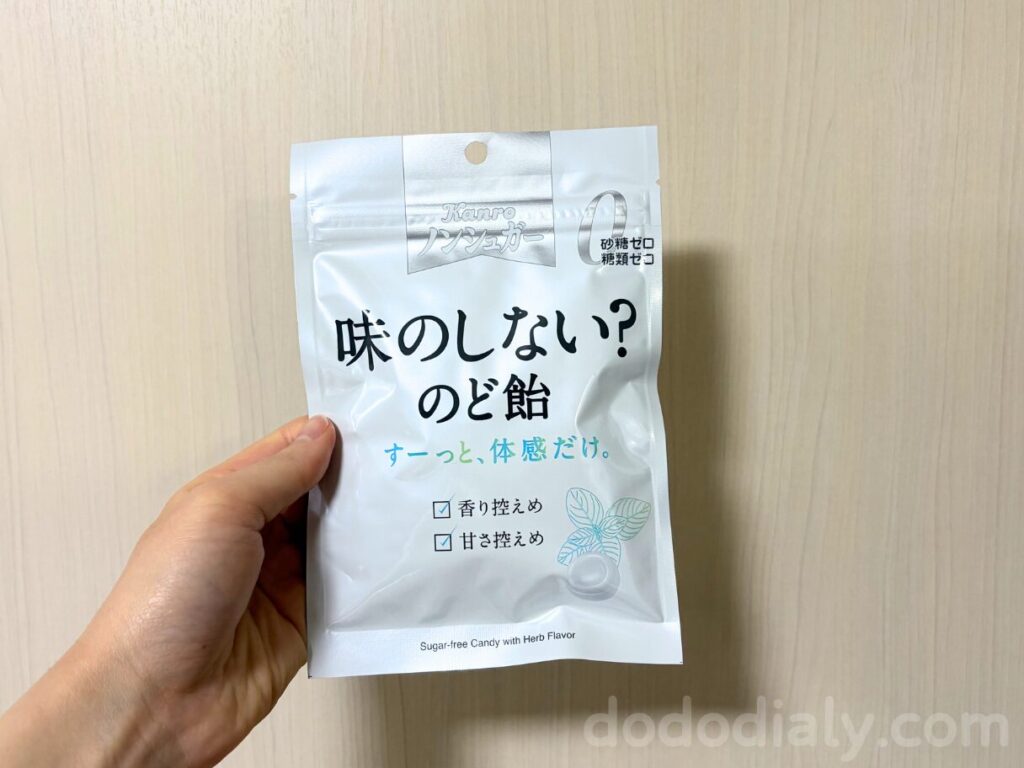 Kanro
ノンシュガー
0
砂糖ゼロ
糖類ゼロ
味のしない?
のど飴
すーっと、体感だけ。
☑ 香り控えめ
☑ 甘さ控えめ
Sugar-free Candy with Herb Flavor
dododialy.com